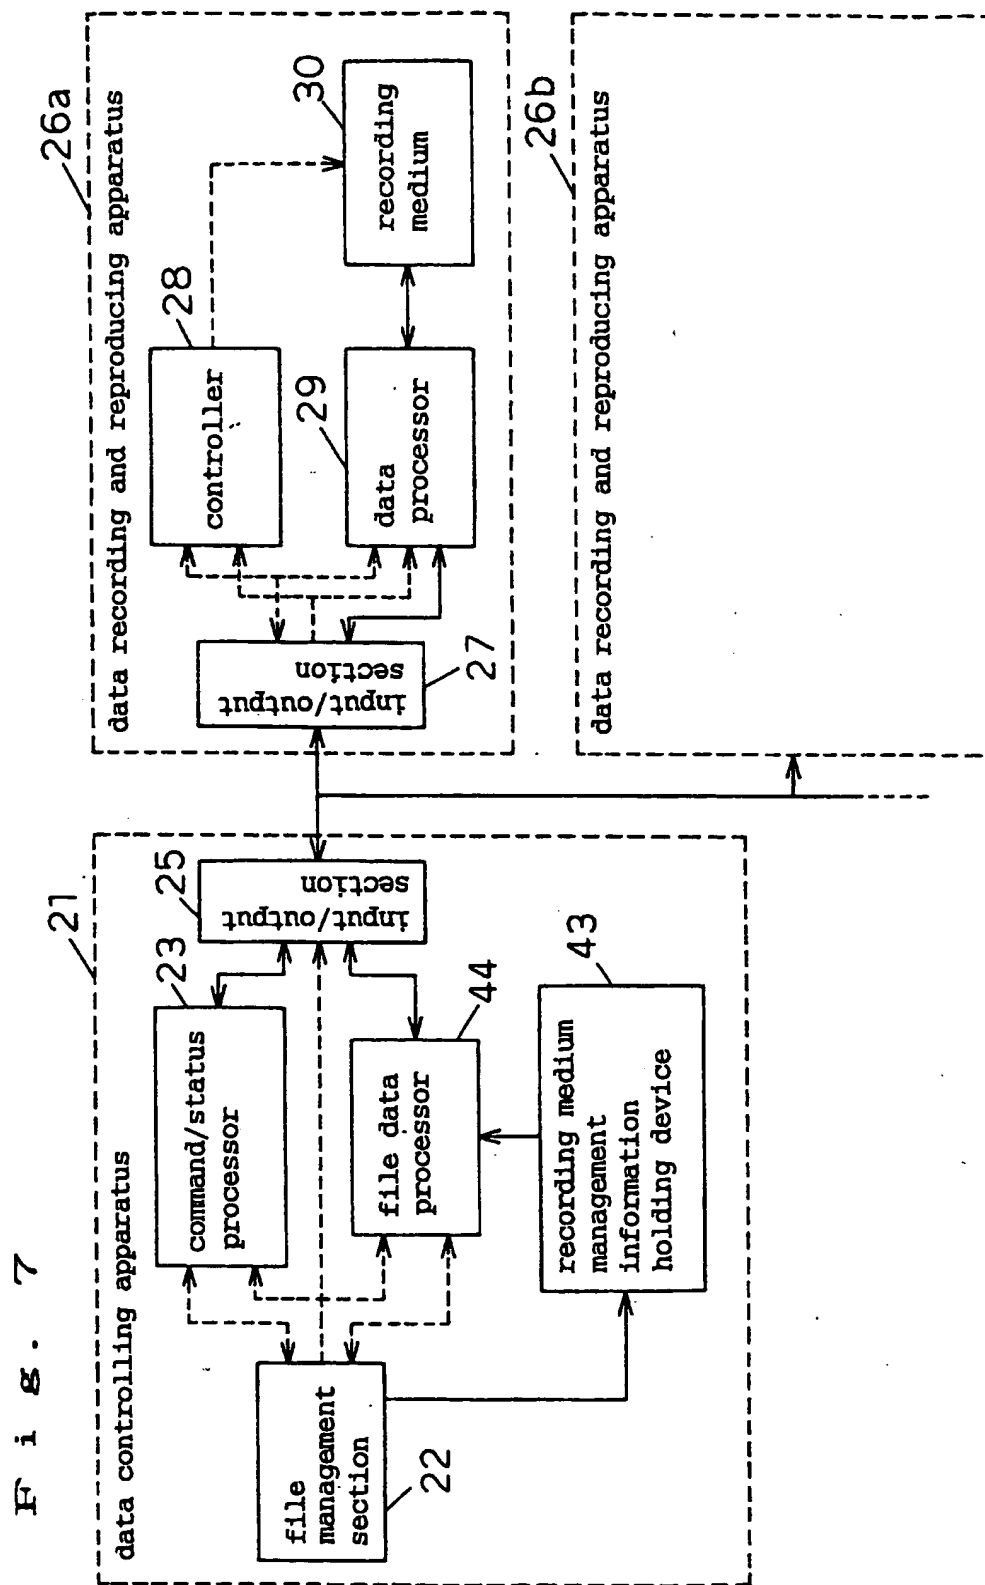 Fig. 7
21
data controlling apparatus
22
file
management
section
23
command/status
processor
25
input/output
section
44
file data
processor
43
recording medium
management
information
holding device
26a
data recording and reproducing apparatus
27
input/output
section
28
controller
29
data
processor
30
recording
medium
26b
data recording and reproducing apparatus